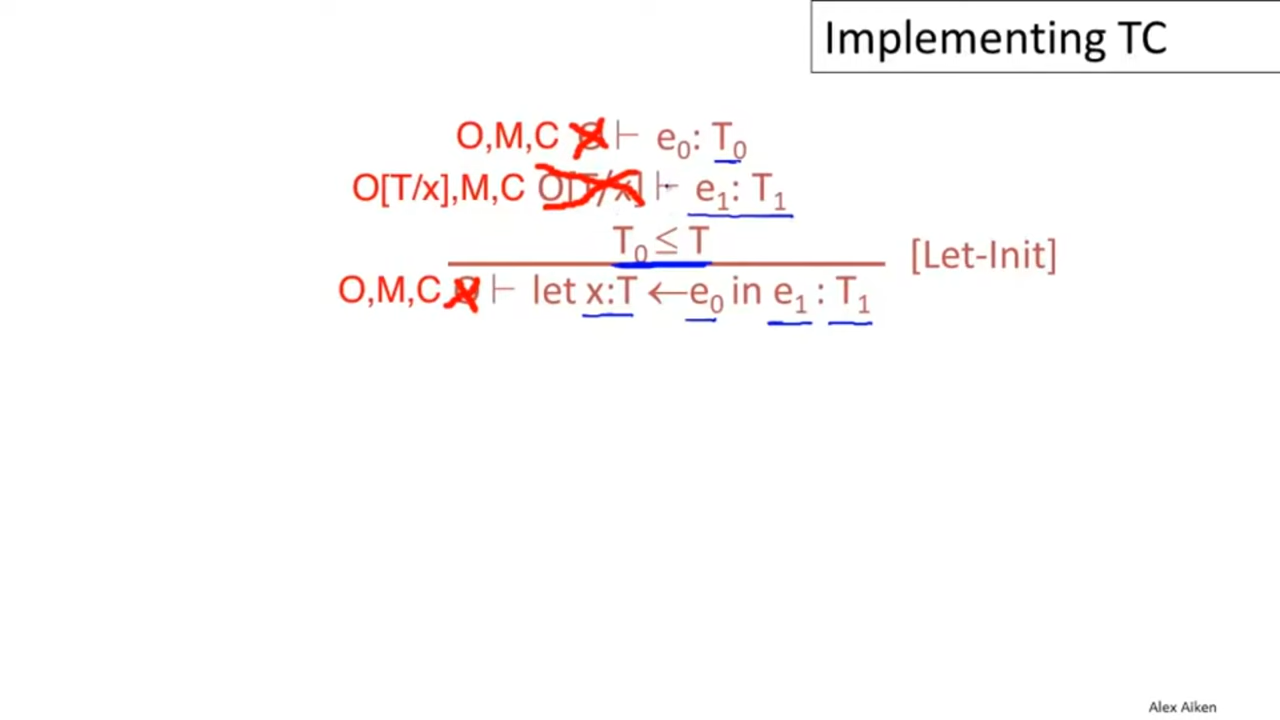 Implementing TC
O,M,C O ⊢ e₀: T₀
O[T/x],M,C O[T/x] ⊢ e₁: T₁
T₀ ≤ T
[Let-Init]
O,M,C O ⊢ let x:T ←e₀ in e₁ : T₁
Alex Aiken